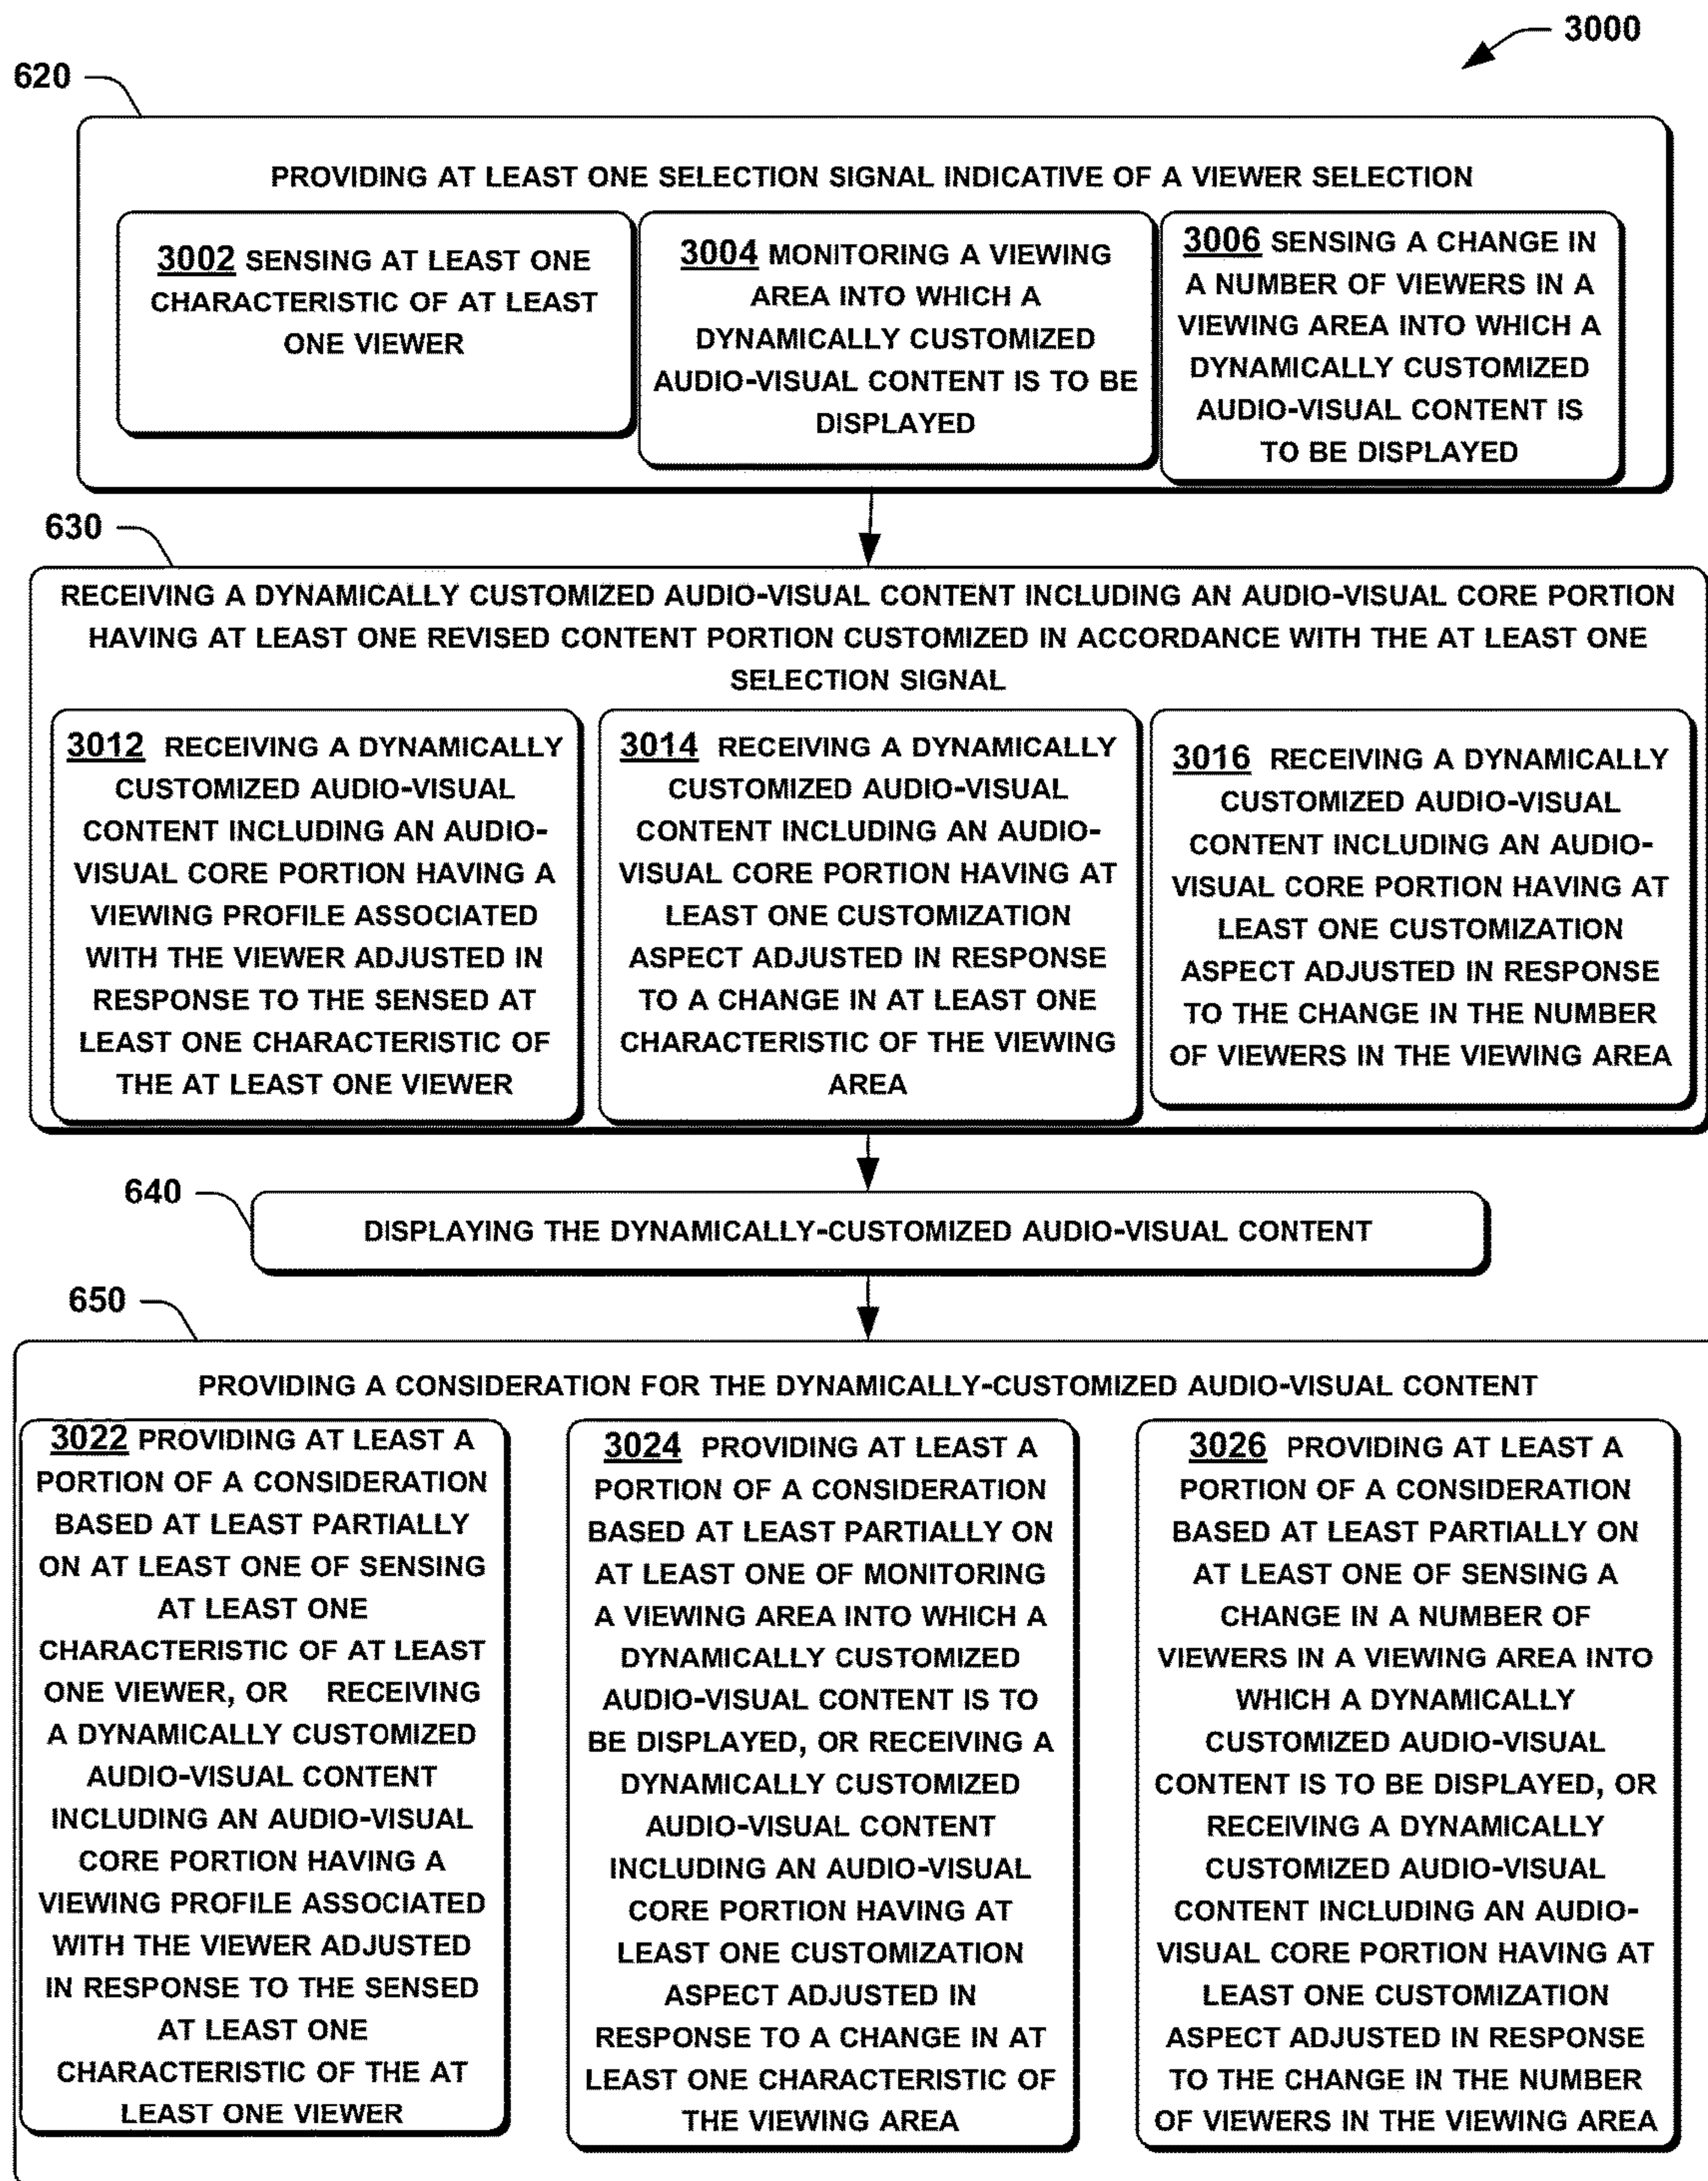 3000
620
PROVIDING AT LEAST ONE SELECTION SIGNAL INDICATIVE OF A VIEWER SELECTION
3002 SENSING AT LEAST ONE
CHARACTERISTIC OF AT LEAST
ONE VIEWER
3004 MONITORING A VIEWING
AREA INTO WHICH A
DYNAMICALLY CUSTOMIZED
AUDIO-VISUAL CONTENT IS TO BE
DISPLAYED
3006 SENSING A CHANGE IN
A NUMBER OF VIEWERS IN A
VIEWING AREA INTO WHICH A
DYNAMICALLY CUSTOMIZED
AUDIO-VISUAL CONTENT IS
TO BE DISPLAYED
630
RECEIVING A DYNAMICALLY CUSTOMIZED AUDIO-VISUAL CONTENT INCLUDING AN AUDIO-VISUAL CORE PORTION
HAVING AT LEAST ONE REVISED CONTENT PORTION CUSTOMIZED IN ACCORDANCE WITH THE AT LEAST ONE
SELECTION SIGNAL
3012 RECEIVING A DYNAMICALLY
CUSTOMIZED AUDIO-VISUAL
CONTENT INCLUDING AN AUDIO-
VISUAL CORE PORTION HAVING A
VIEWING PROFILE ASSOCIATED
WITH THE VIEWER ADJUSTED IN
RESPONSE TO THE SENSED AT
LEAST ONE CHARACTERISTIC OF
THE AT LEAST ONE VIEWER
3014 RECEIVING A DYNAMICALLY
CUSTOMIZED AUDIO-VISUAL
CONTENT INCLUDING AN AUDIO-
VISUAL CORE PORTION HAVING AT
LEAST ONE CUSTOMIZATION
ASPECT ADJUSTED IN RESPONSE
TO A CHANGE IN AT LEAST ONE
CHARACTERISTIC OF THE VIEWING
AREA
3016 RECEIVING A DYNAMICALLY
CUSTOMIZED AUDIO-VISUAL
CONTENT INCLUDING AN AUDIO-
VISUAL CORE PORTION HAVING AT
LEAST ONE CUSTOMIZATION
ASPECT ADJUSTED IN RESPONSE
TO THE CHANGE IN THE NUMBER
OF VIEWERS IN THE VIEWING AREA
640
DISPLAYING THE DYNAMICALLY-CUSTOMIZED AUDIO-VISUAL CONTENT
650
PROVIDING A CONSIDERATION FOR THE DYNAMICALLY-CUSTOMIZED AUDIO-VISUAL CONTENT
3022 PROVIDING AT LEAST A
PORTION OF A CONSIDERATION
BASED AT LEAST PARTIALLY
ON AT LEAST ONE OF SENSING
AT LEAST ONE
CHARACTERISTIC OF AT LEAST
ONE VIEWER, OR RECEIVING
A DYNAMICALLY CUSTOMIZED
AUDIO-VISUAL CONTENT
INCLUDING AN AUDIO-VISUAL
CORE PORTION HAVING A
VIEWING PROFILE ASSOCIATED
WITH THE VIEWER ADJUSTED
IN RESPONSE TO THE SENSED
AT LEAST ONE
CHARACTERISTIC OF THE AT
LEAST ONE VIEWER
3024 PROVIDING AT LEAST A
PORTION OF A CONSIDERATION
BASED AT LEAST PARTIALLY ON
AT LEAST ONE OF MONITORING
A VIEWING AREA INTO WHICH A
DYNAMICALLY CUSTOMIZED
AUDIO-VISUAL CONTENT IS TO
BE DISPLAYED, OR RECEIVING A
DYNAMICALLY CUSTOMIZED
AUDIO-VISUAL CONTENT
INCLUDING AN AUDIO-VISUAL
CORE PORTION HAVING AT
LEAST ONE CUSTOMIZATION
ASPECT ADJUSTED IN
RESPONSE TO A CHANGE IN AT
LEAST ONE CHARACTERISTIC OF
THE VIEWING AREA
3026 PROVIDING AT LEAST A
PORTION OF A CONSIDERATION
BASED AT LEAST PARTIALLY ON
AT LEAST ONE OF SENSING A
CHANGE IN A NUMBER OF
VIEWERS IN A VIEWING AREA INTO
WHICH A DYNAMICALLY
CUSTOMIZED AUDIO-VISUAL
CONTENT IS TO BE DISPLAYED, OR
RECEIVING A DYNAMICALLY
CUSTOMIZED AUDIO-VISUAL
CONTENT INCLUDING AN AUDIO-
VISUAL CORE PORTION HAVING AT
LEAST ONE CUSTOMIZATION
ASPECT ADJUSTED IN RESPONSE
TO THE CHANGE IN THE NUMBER
OF VIEWERS IN THE VIEWING AREA